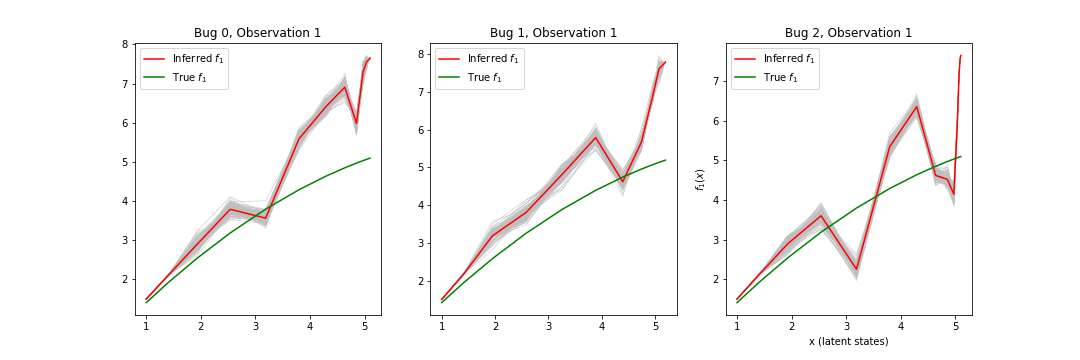 Bug 0, Observation 1
Inferred f₁
True f₁
8
7
6
5
4
3
2
1 2 3 4 5
Bug 1, Observation 1
Inferred f₁
True f₁
8
7
6
5
4
3
2
1 2 3 4 5
Bug 2, Observation 1
Inferred f₁
True f₁
f₁(x)
7
6
5
4
3
2
1 2 3 4 5
x (latent states)